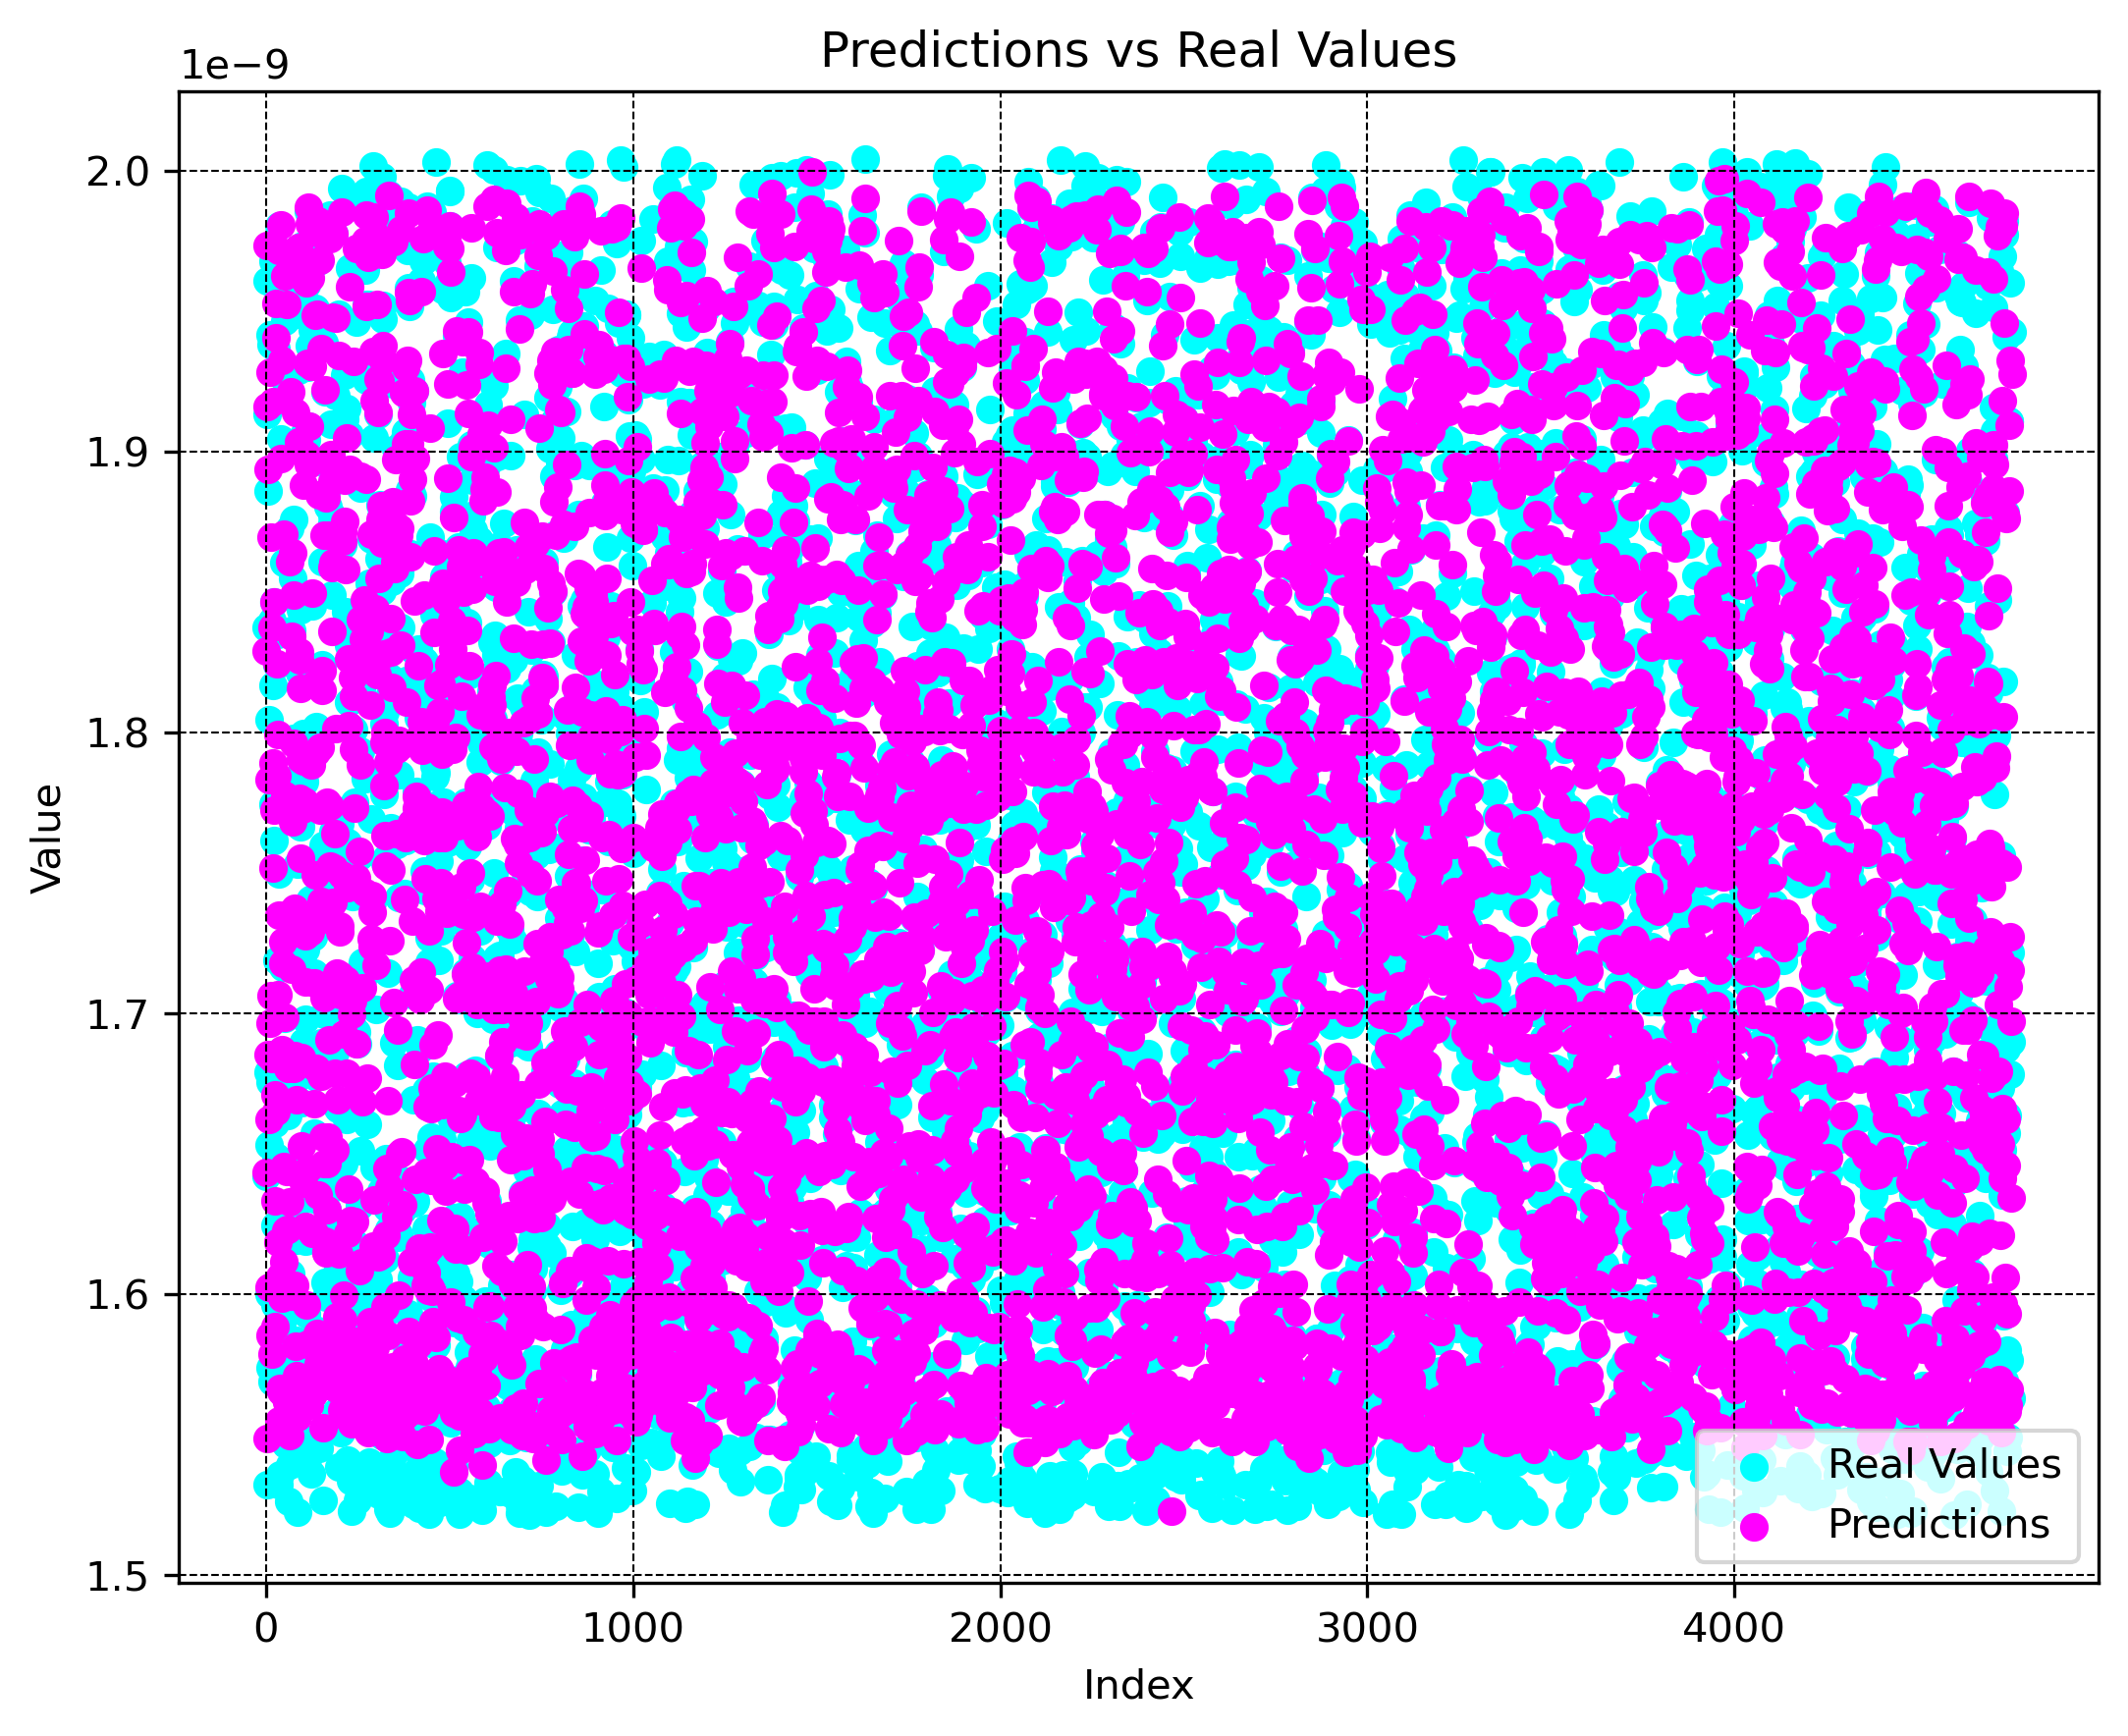 Predictions vs Real Values
1e−9
2.0
1.9
1.8
1.7
1.6
1.5
Value
0 1000 2000 3000 4000
Index
Real Values
Predictions